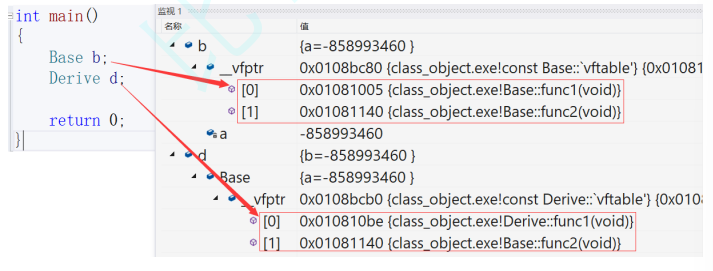 int main()
{
Base b;
Derive d;
return 0;
}
监视 1
名称
值
b
{a=-858993460 }
__vfptr
0x0108bc80 {class_object.exe!const Base::`vftable'} {0x01081
[0]
0x01081005 {class_object.exe!Base::func1(void)}
[1]
0x01081140 {class_object.exe!Base::func2(void)}
a
-858993460
d
{b=-858993460 }
Base
{a=-858993460 }
__vfptr
0x0108bcb0 {class_object.exe!const Derive::`vftable'} {0x0108
[0]
0x010810be {class_object.exe!Derive::func1(void)}
[1]
0x01081140 {class_object.exe!Base::func2(void)}